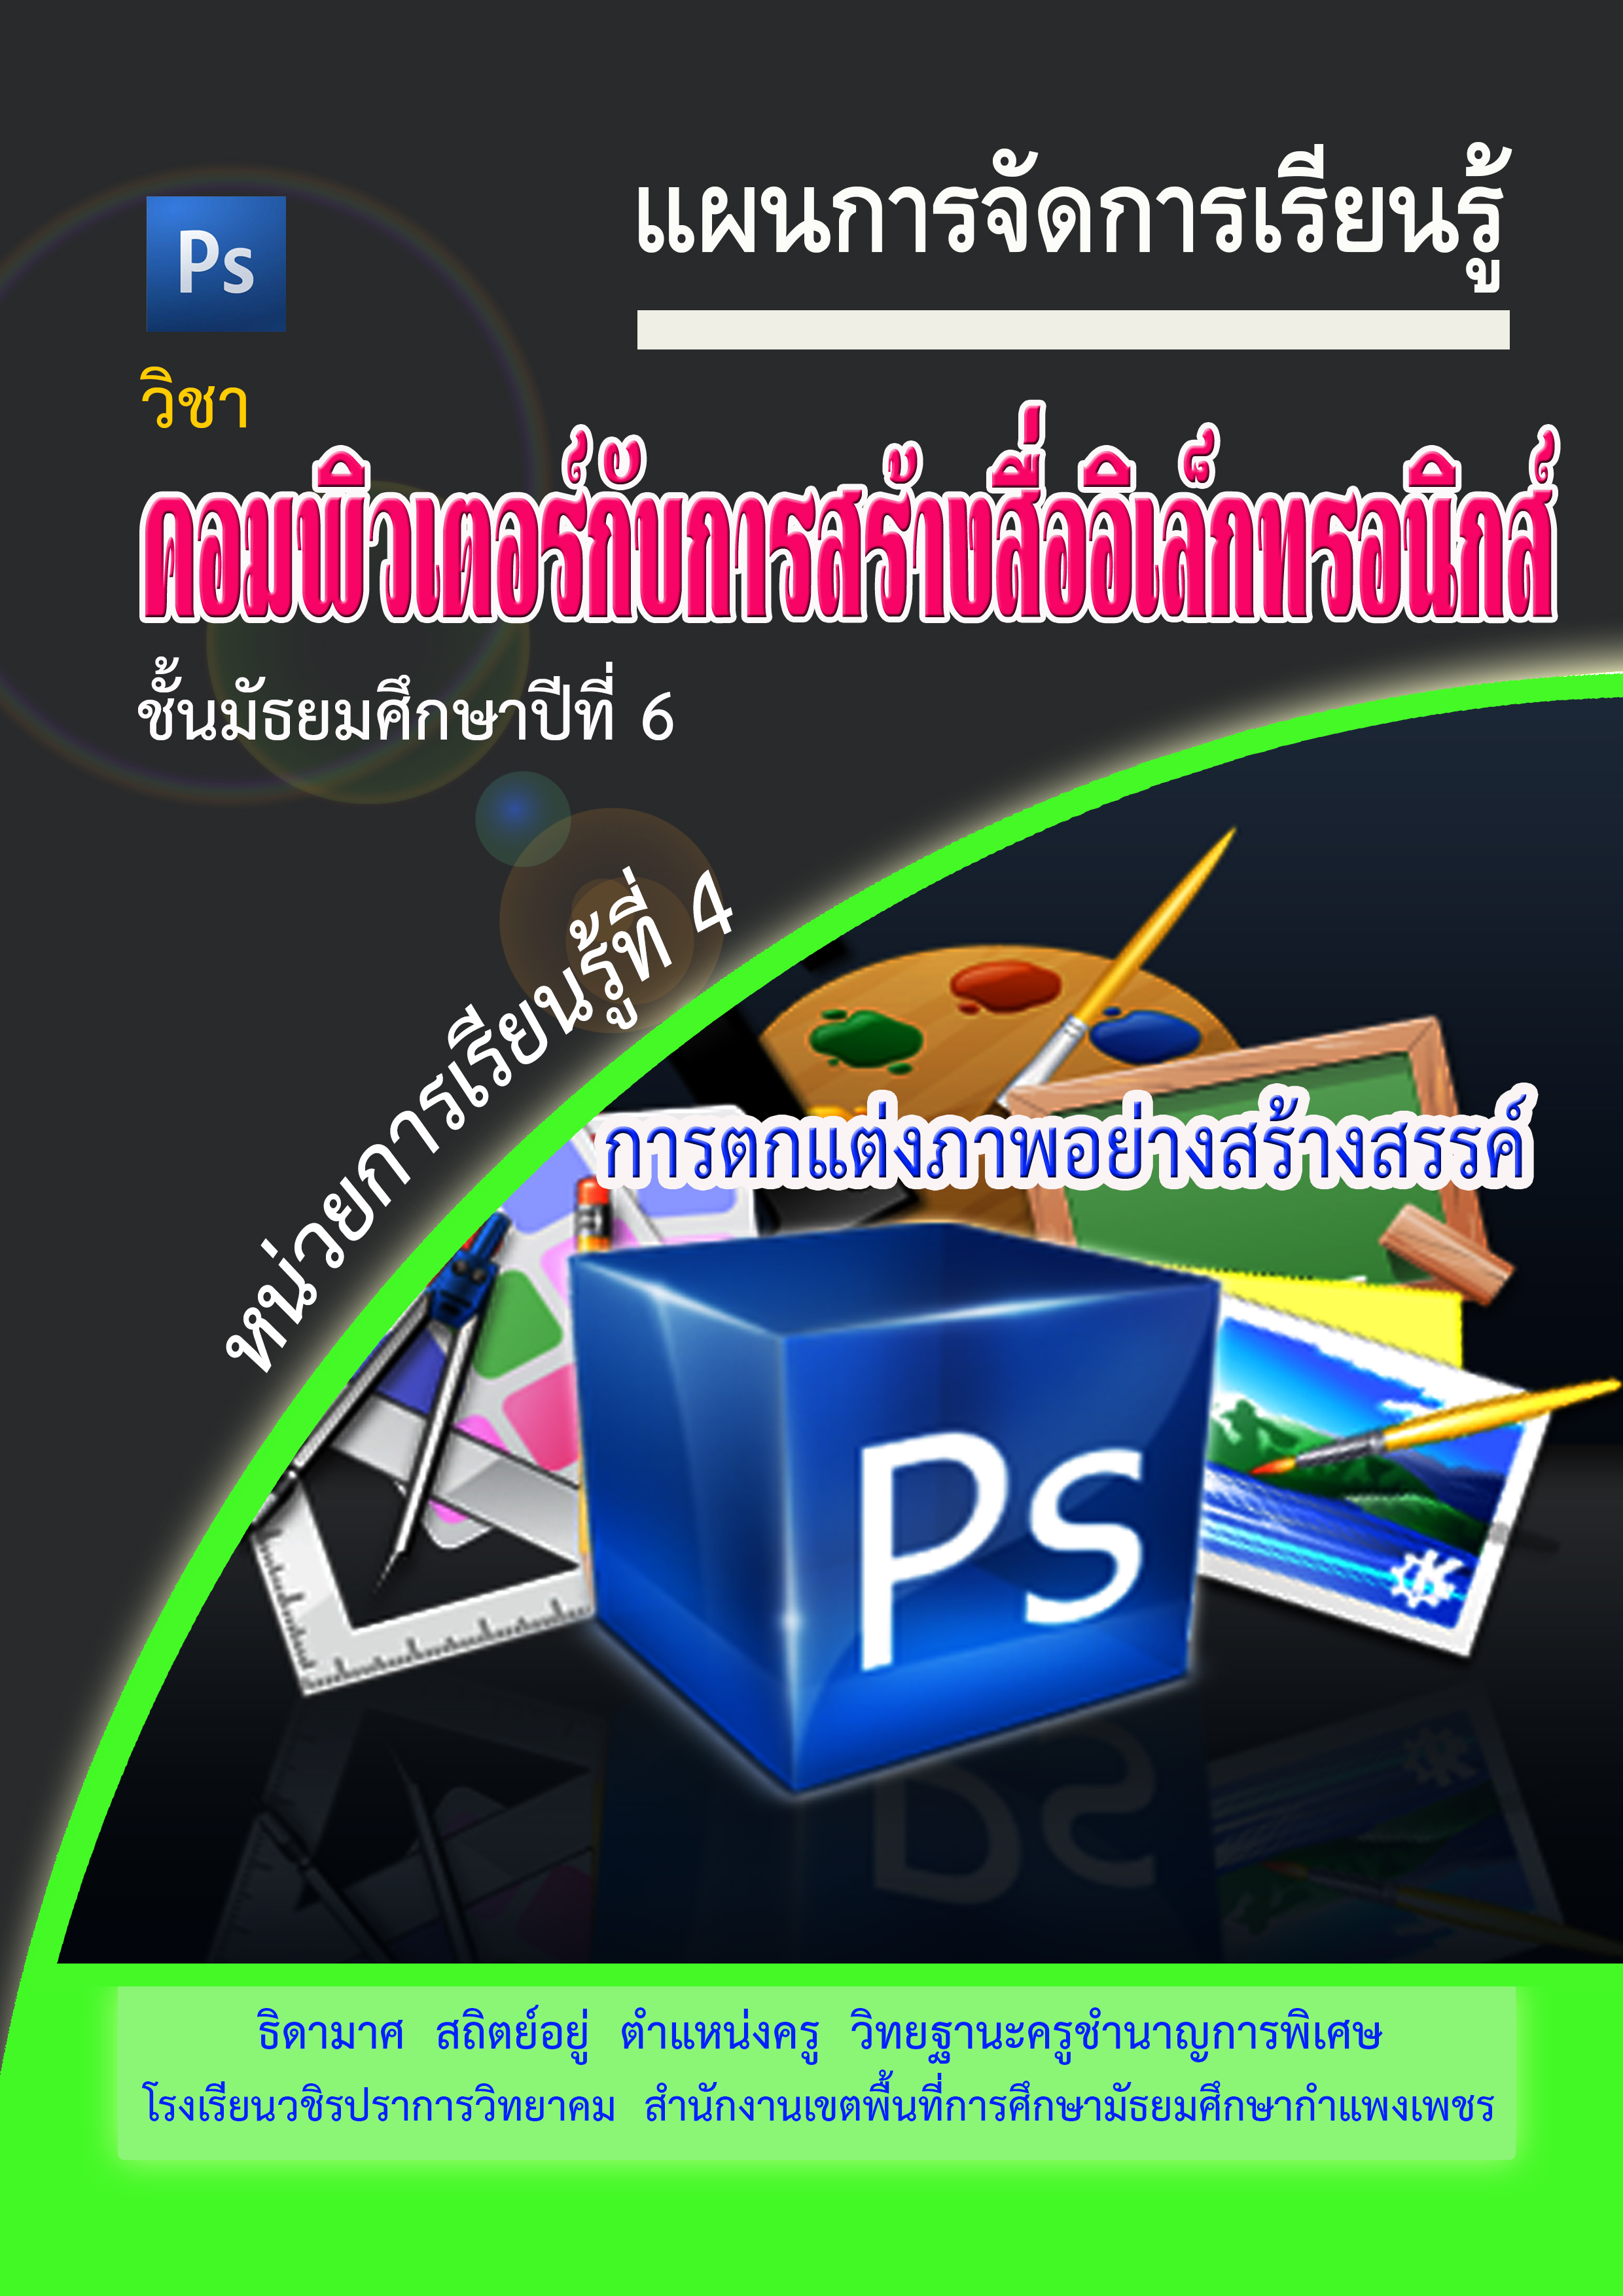 แผนการจัดการเรียนรู้
Ps
วิชา
คอมพิวเตอร์กับการสร้างสื่ออิเล็กทรอนิกส์
ชั้นมัธยมศึกษาปีที่ 6
หน่วยการเรียนรู้ที่ 4
การตกแต่งภาพอย่างสร้างสรรค์
Ps
ธิดามาศ สถิตย์อยู่ ตำแหน่งครู วิทยฐานะครูชำนาญการพิเศษ
โรงเรียนวชิรปราการวิทยาคม สำนักงานเขตพื้นที่การศึกษามัธยมศึกษากำแพงเพชร